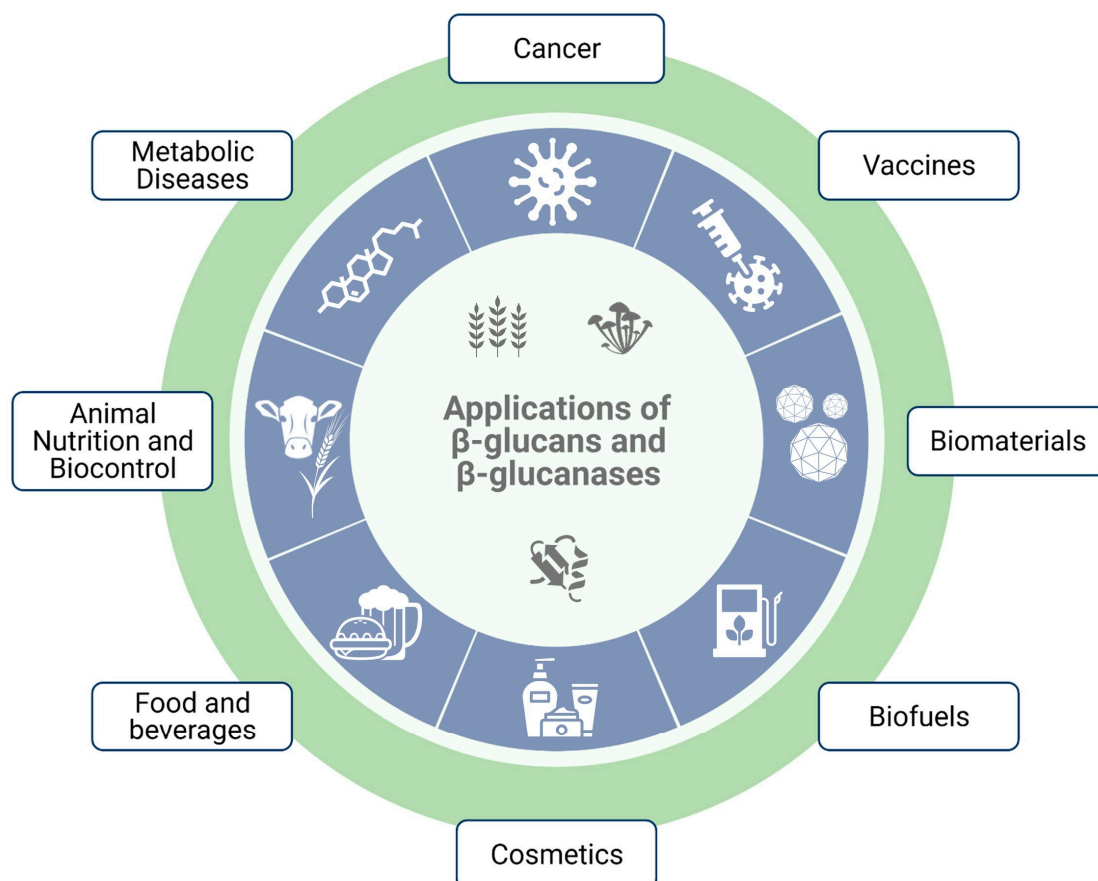 Cancer
Metabolic
Diseases
Vaccines
Animal
Nutrition and
Biocontrol
Applications of
β-glucans and
β-glucanases
Biomaterials
Food and
beverages
Biofuels
Cosmetics